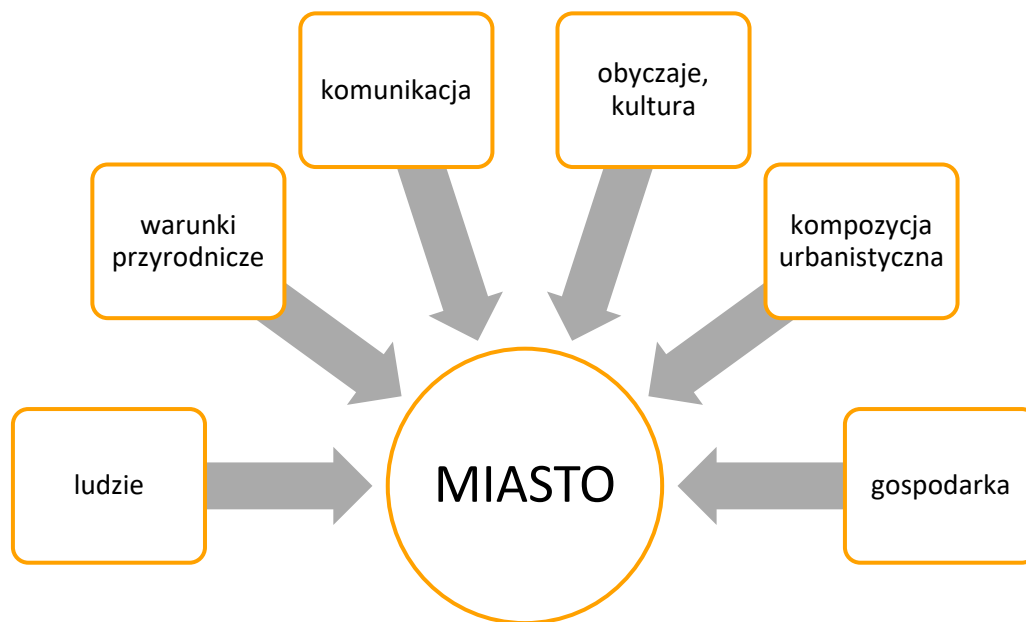 komunikacja
obyczaje,
kultura
warunki
przyrodnicze
kompozycja
urbanistyczna
ludzie
MIASTO
gospodarka